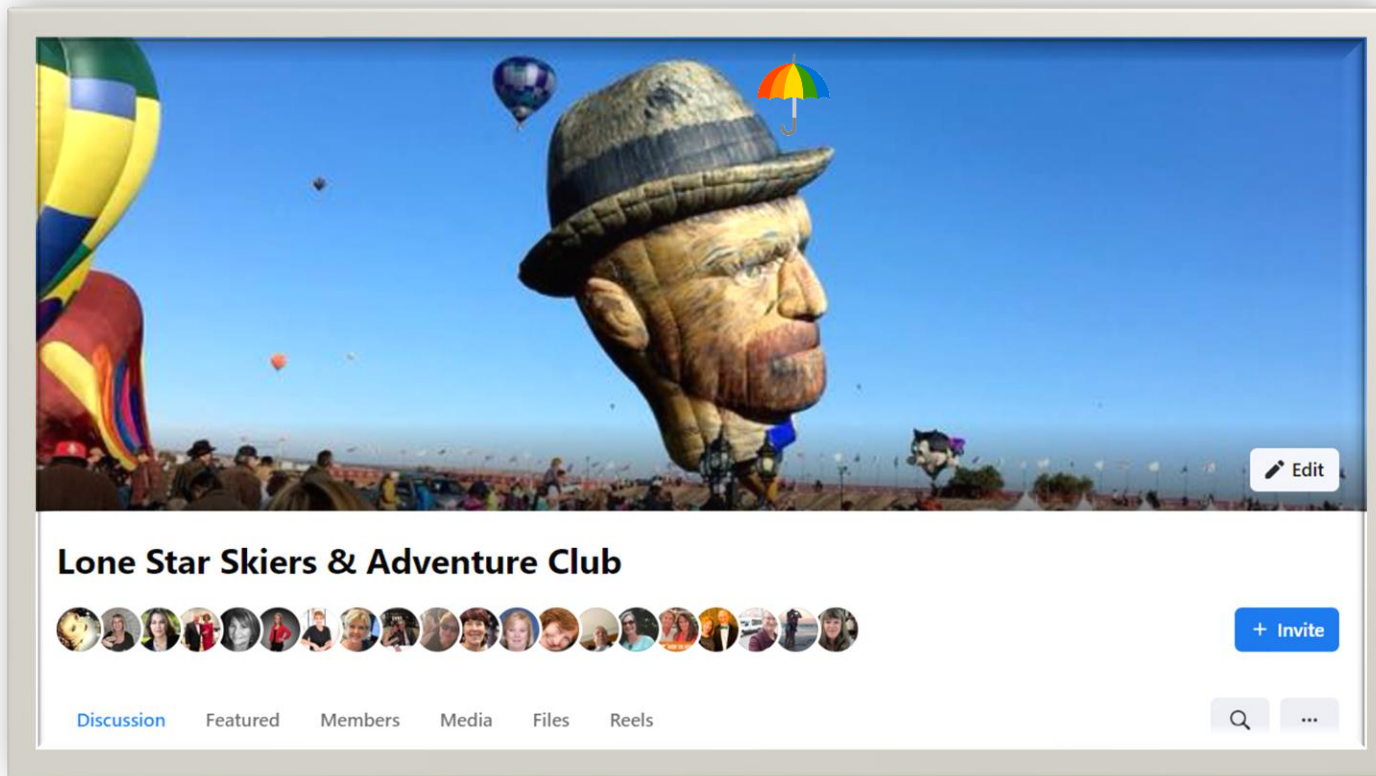 Edit
Lone Star Skiers & Adventure Club
+ Invite
Discussion Featured Members Media Files Reels
...